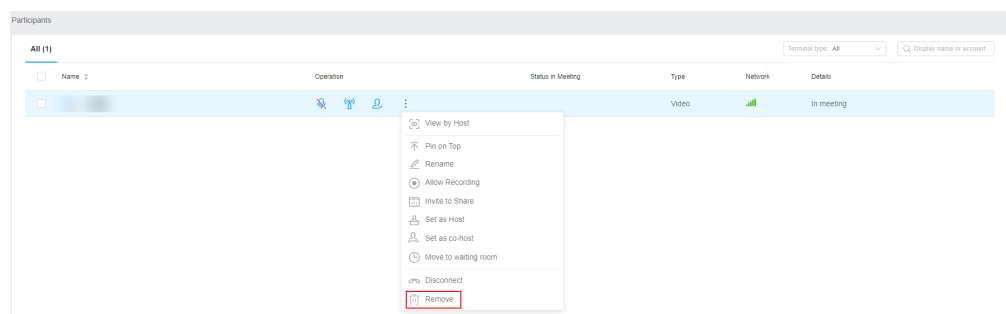 Participants
All (1)
Terminal type: All
Display name or account
Name Operation Status in Meeting Type Network Details
Video In meeting
View by Host
Pin on Top
Rename
Allow Recording
Invite to Share
Set as Host
Set as co-host
Move to waiting room
Disconnect
Remove